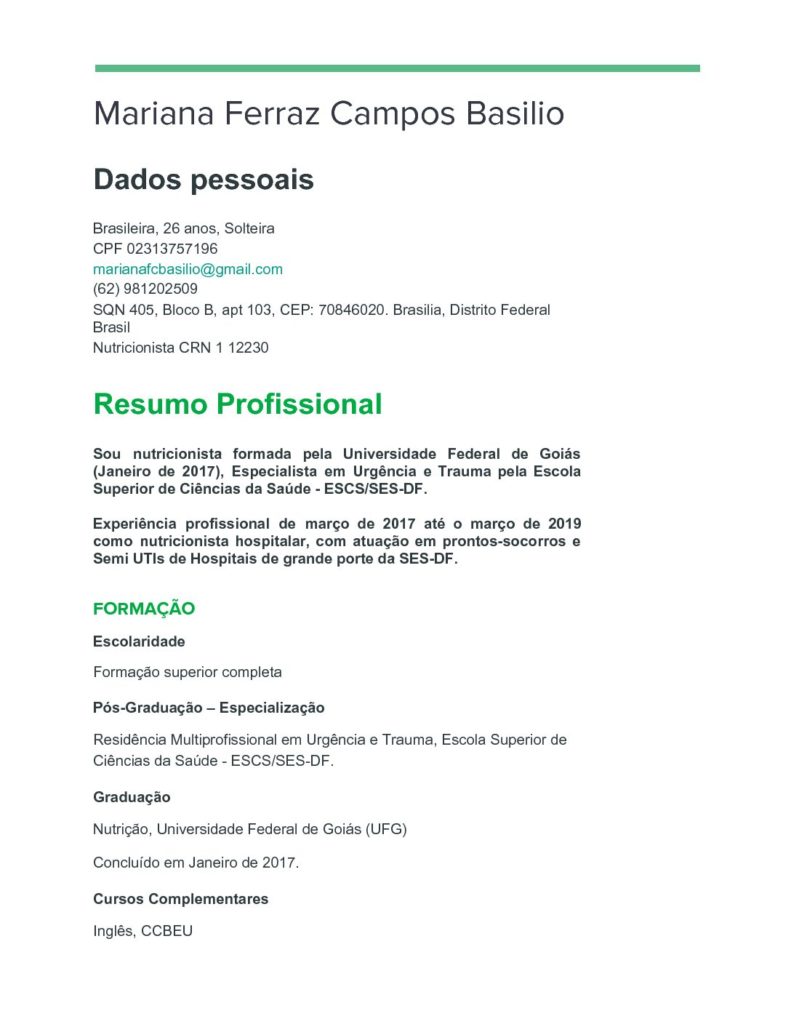 Mariana Ferraz Campos Basilio
Dados pessoais
Brasileira, 26 anos, Solteira
CPF 02313757196
marianafcbasilio@gmail.com
(62) 981202509
SQN 405, Bloco B, apt 103, CEP: 70846020. Brasilia, Distrito Federal
Brasil
Nutricionista CRN 1 12230
Resumo Profissional
Sou nutricionista formada pela Universidade Federal de Goiás
(Janeiro de 2017), Especialista em Urgência e Trauma pela Escola
Superior de Ciências da Saúde - ESCS/SES-DF.
Experiência profissional de março de 2017 até o março de 2019
como nutricionista hospitalar, com atuação em prontos-socorros e
Semi UTIs de Hospitais de grande porte da SES-DF.
FORMAÇÃO
Escolaridade
Formação superior completa
Pós-Graduação – Especialização
Residência Multiprofissional em Urgência e Trauma, Escola Superior de
Ciências da Saúde - ESCS/SES-DF.
Graduação
Nutrição, Universidade Federal de Goiás (UFG)
Concluído em Janeiro de 2017.
Cursos Complementares
Inglês, CCBEU